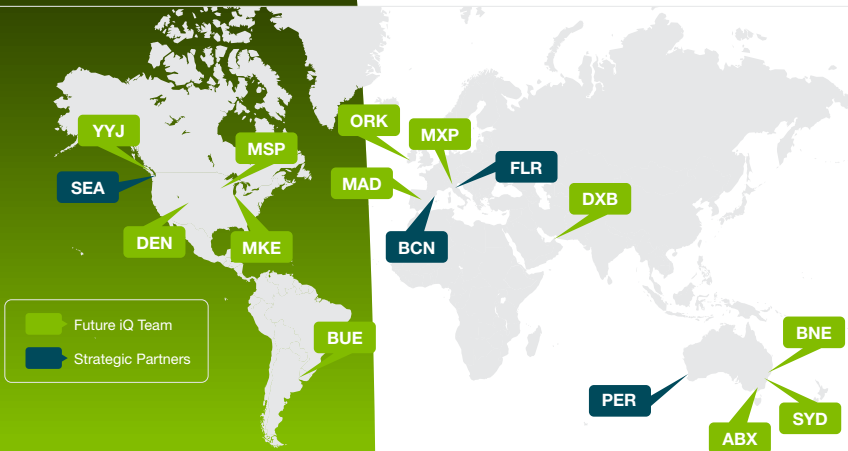 ORK
YYJ
MXP
MSP
FLR
SEA
MAD
DXB
DEN
MKE
BCN
Future iQ Team
Strategic Partners
BUE
BNE
PER
SYD
ABX